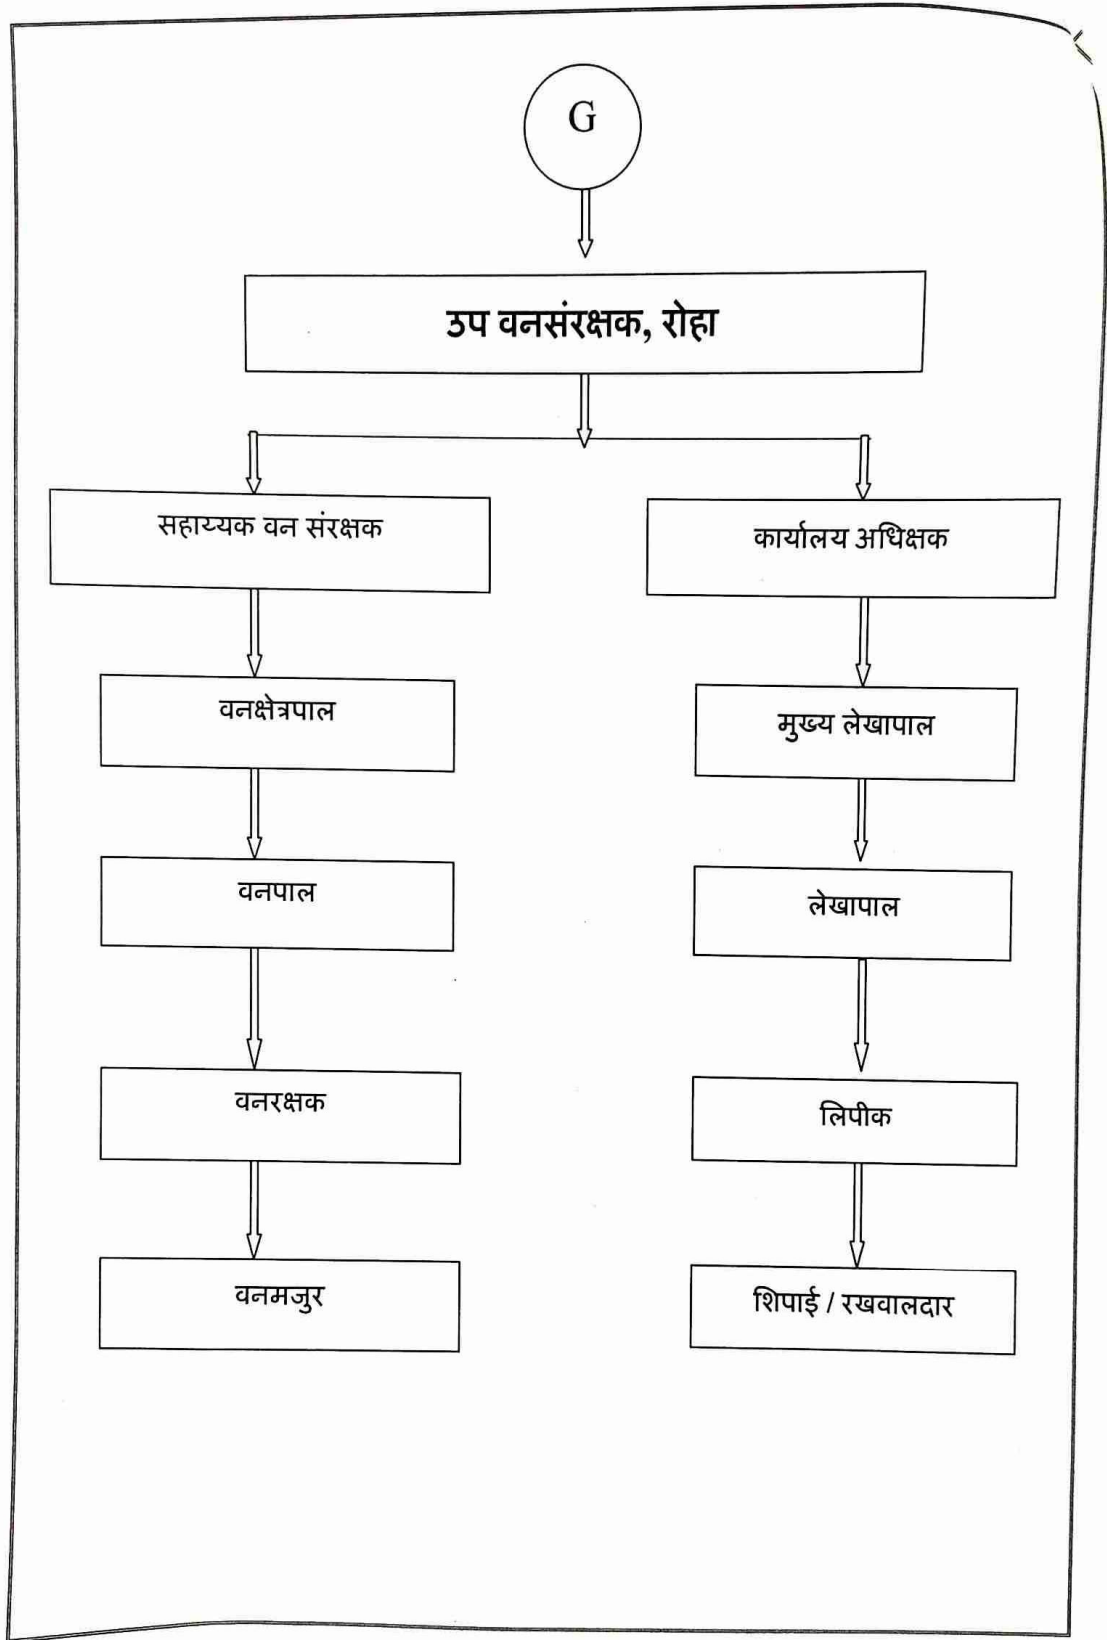 G
उप वनसंरक्षक, रोहा
सहाय्यक वन संरक्षक
कार्यालय अधिक्षक
वनक्षेत्रपाल
मुख्य लेखापाल
वनपाल
लेखापाल
वनरक्षक
लिपीक
वनमजुर
शिपाई / रखवालदार